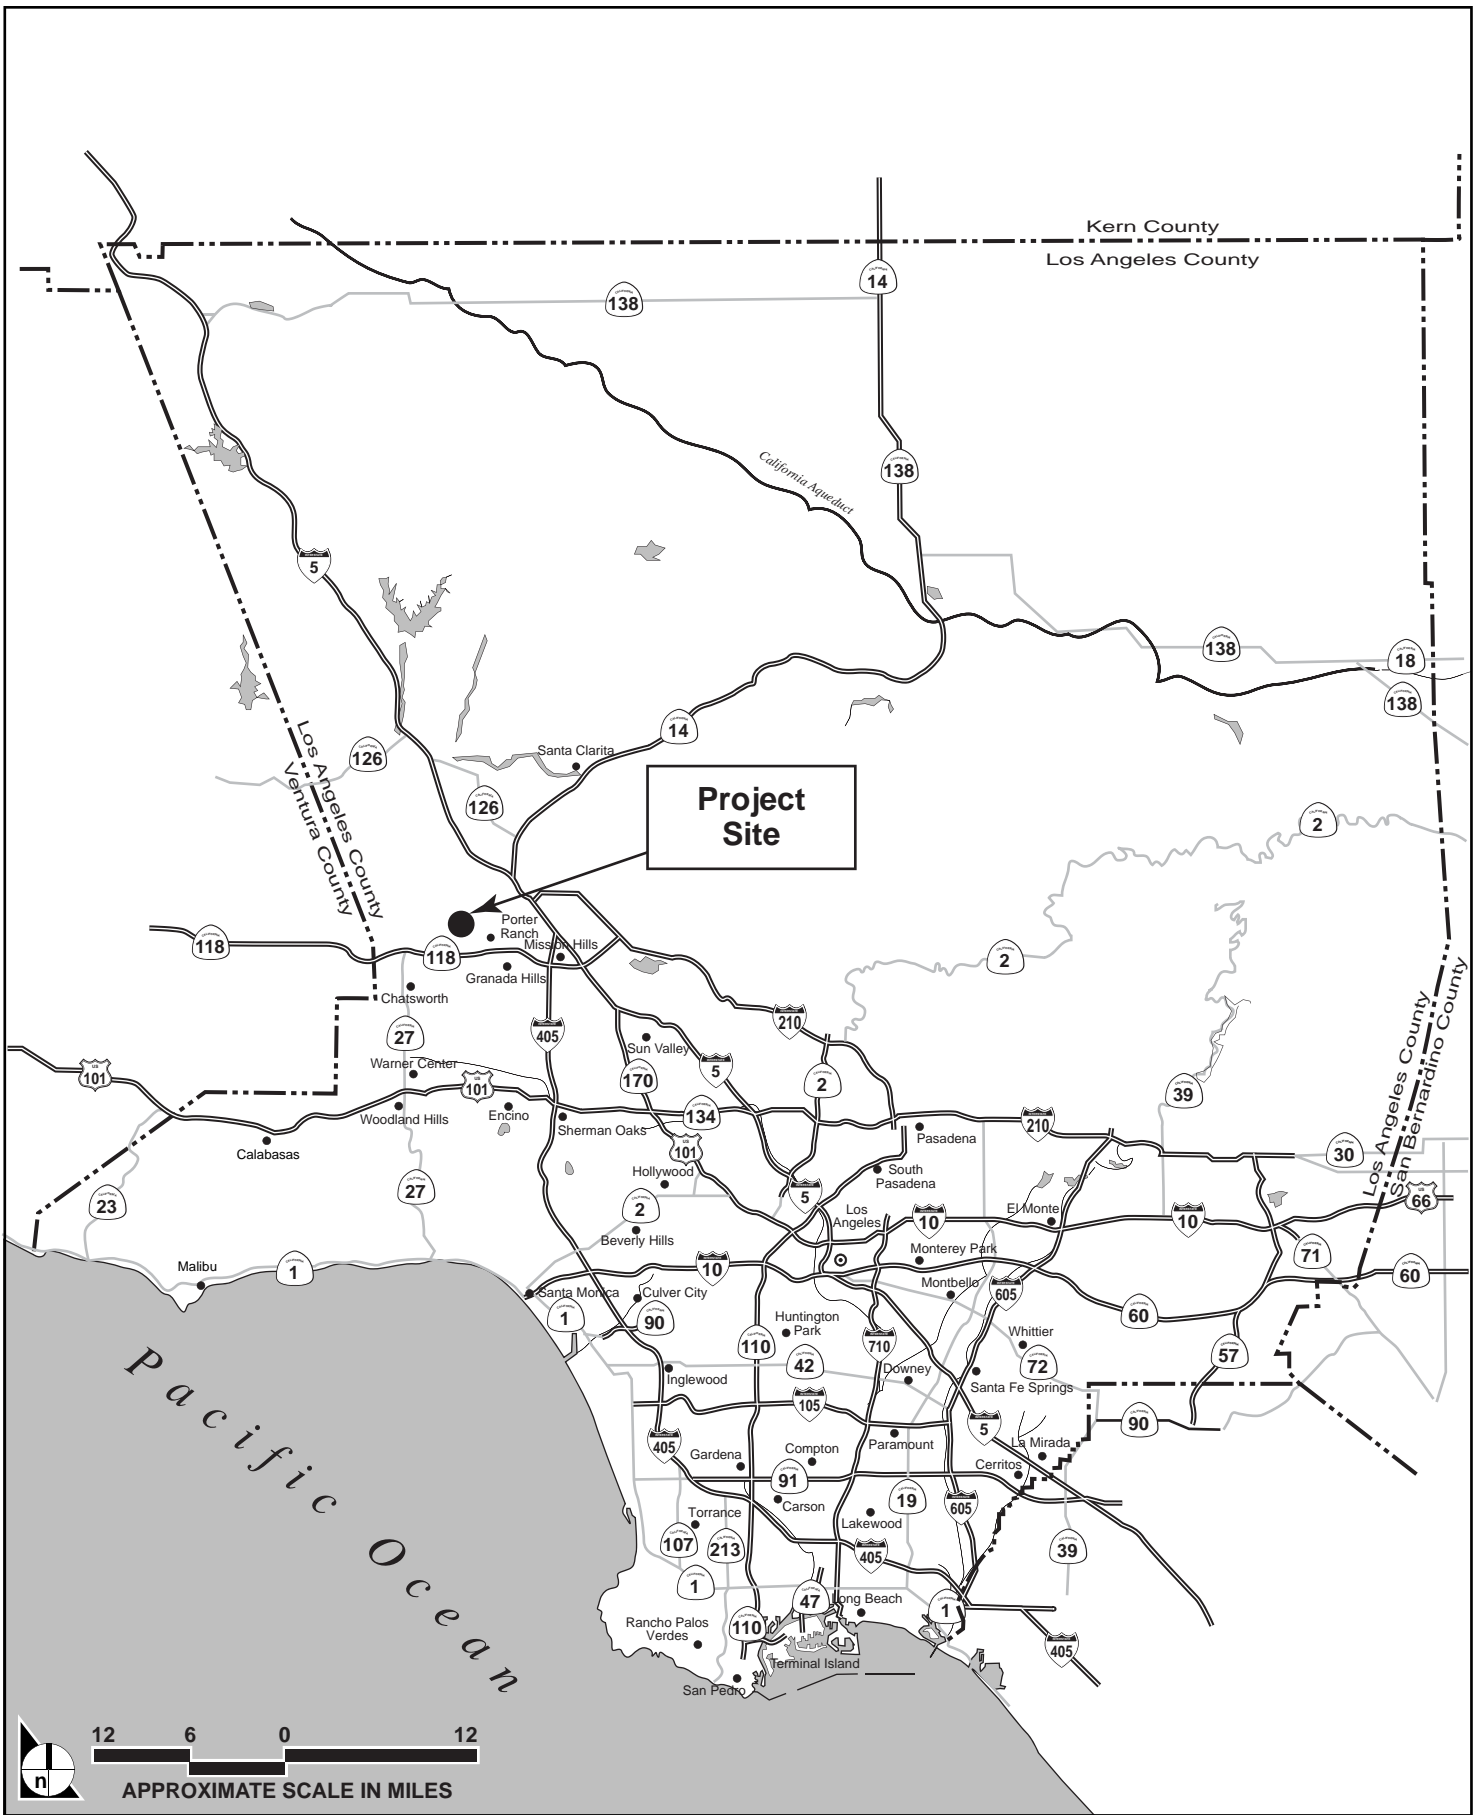 Kern County
Los Angeles County
14
138
California Aqueduct
138
5
138
18
138
Los Angeles County
Ventura County
14
126
Santa Clarita
126
Project
Site
2
Porter
Ranch
Mission Hills
118
118
Granada Hills
2
Chatsworth
Los Angeles County
San Bernardino County
27
405
210
Sun Valley
Warner Center
US
101
US
101
170
5
2
39
Woodland Hills
Encino
134
Sherman Oaks
Pasadena
210
US
101
Calabasas
30
Hollywood
South
Pasadena
23
27
5
US
66
2
Los
Angeles
10
El Monte
10
Beverly Hills
Monterey Park
71
Malibu
1
10
60
Santa Monica
Culver City
Montbello
605
1
90
Huntington
Park
60
110
710
Whittier
42
72
57
Inglewood
Downey
Santa Fe Springs
105
90
5
405
Gardena
Compton
Paramount
La Mirada
91
Cerritos
Carson
19
605
Torrance
Lakewood
107
213
405
39
1
47
Long Beach
1
Rancho Palos
Verdes
110
405
Terminal Island
San Pedro
Pacific Ocean
12 6 0 12
n
APPROXIMATE SCALE IN MILES